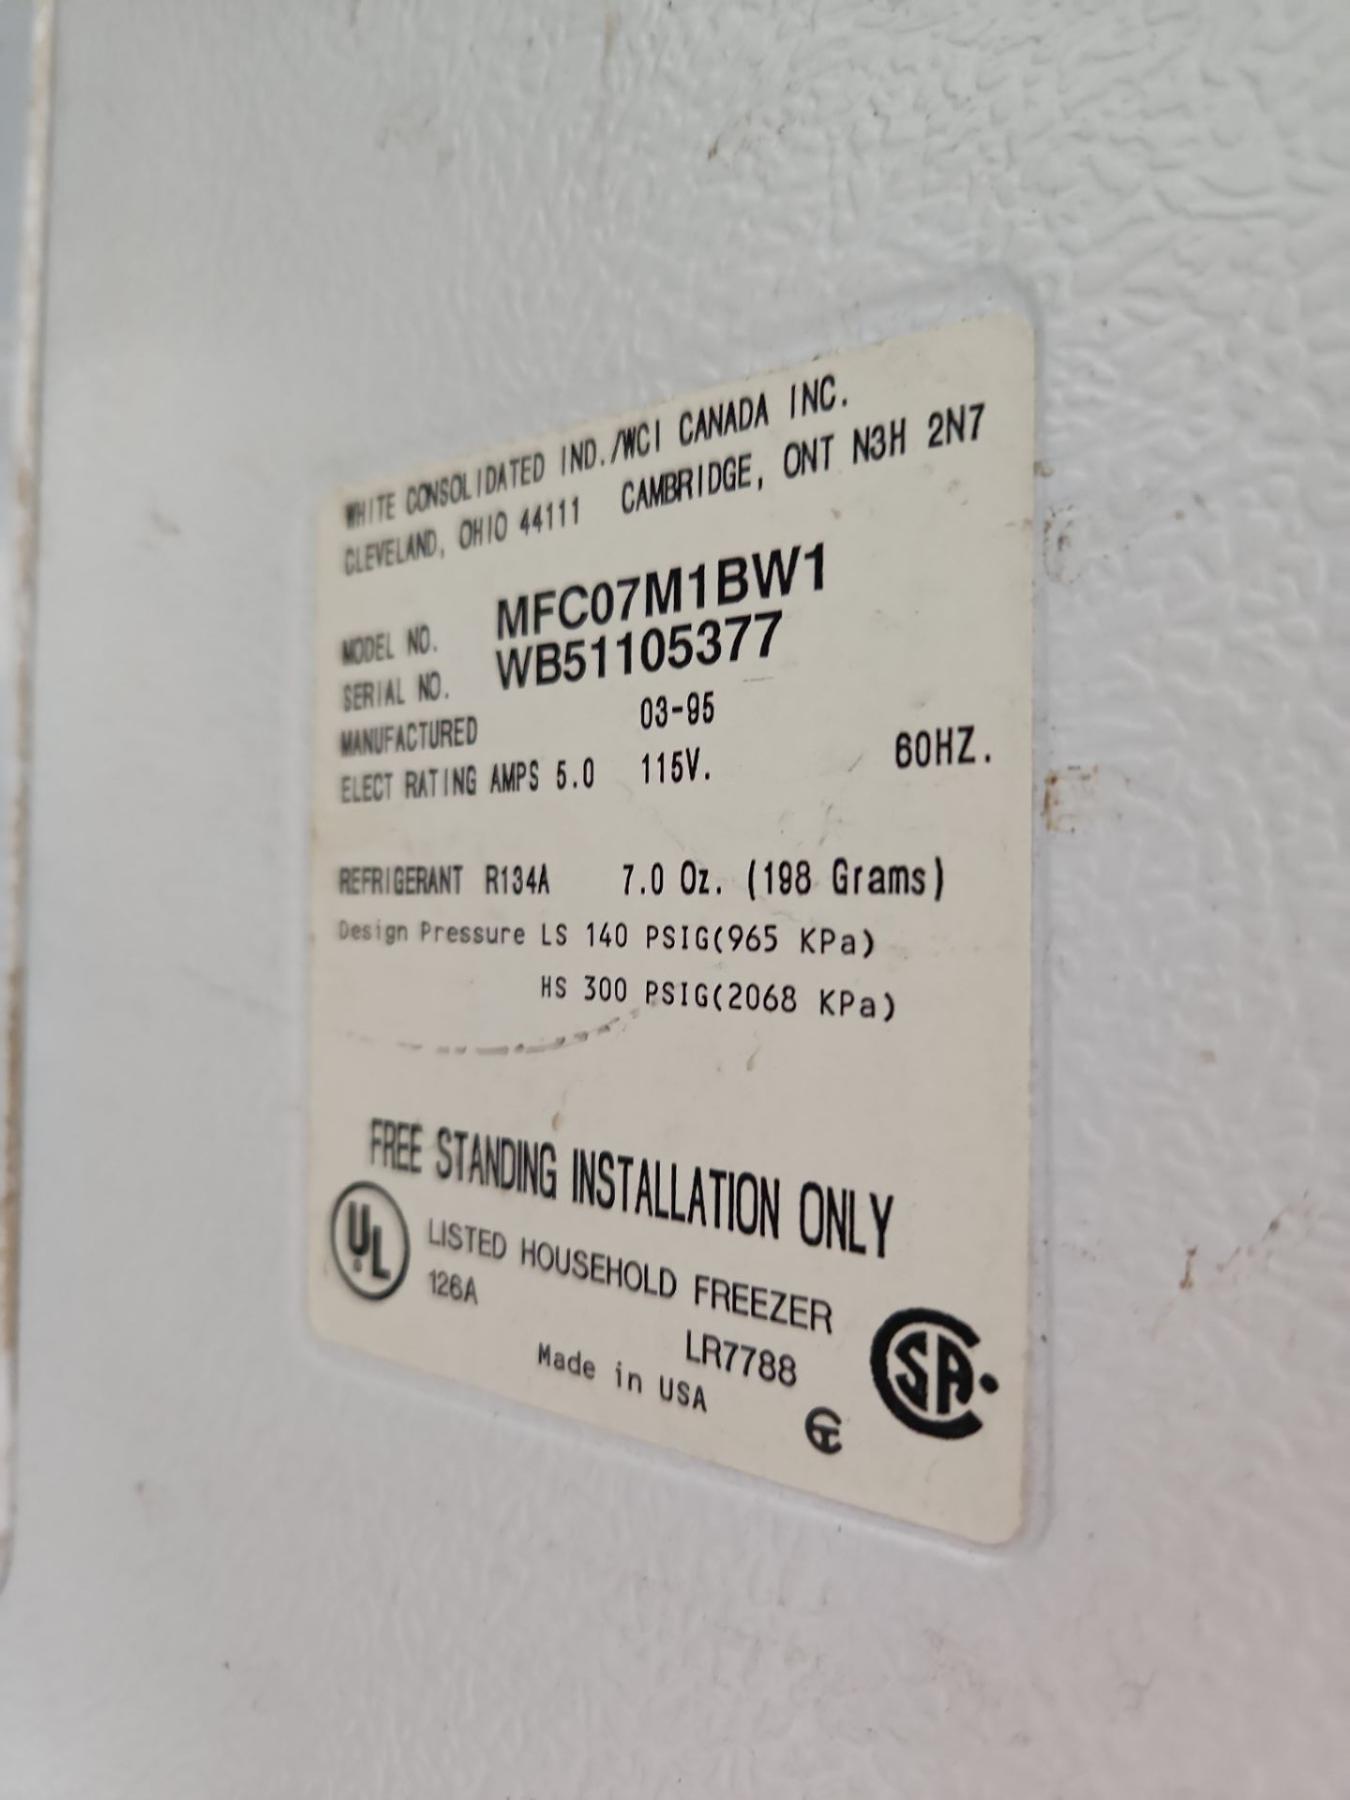 WHITE CONSOLIDATED IND./WCI CANADA INC.
CLEVELAND, OHIO 44111 CAMBRIDGE, ONT N3H 2N7
MODEL NO. MFC07M1BW1
SERIAL NO. WB51105377
MANUFACTURED 03-95
ELECT RATING AMPS 5.0 115V. 60HZ.
REFRIGERANT R134A 7.0 Oz. (198 Grams)
Design Pressure LS 140 PSIG(965 KPa)
HS 300 PSIG(2068 KPa)
FREE STANDING INSTALLATION ONLY
UL LISTED HOUSEHOLD FREEZER
126A
LR7788
Made in USA
SA